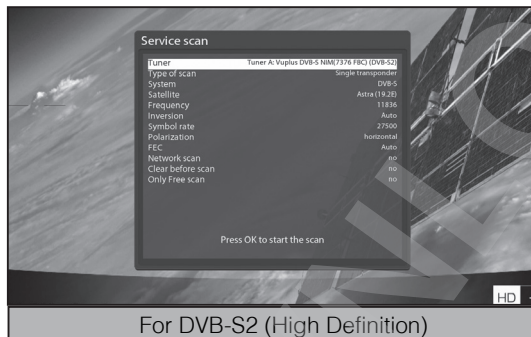 Service scan
Tuner Tuner A: Vuplus DVB-S NIM(7376 FBC) (DVB-S2)
Type of scan Single transponder
System DVB-S
Satellite Astra (19.2E)
Frequency 11836
Inversion Auto
Symbol rate 27500
Polarization horizontal
FEC Auto
Network scan no
Clear before scan no
Only Free scan no
Press OK to start the scan
HD
For DVB-S2 (High Definition)